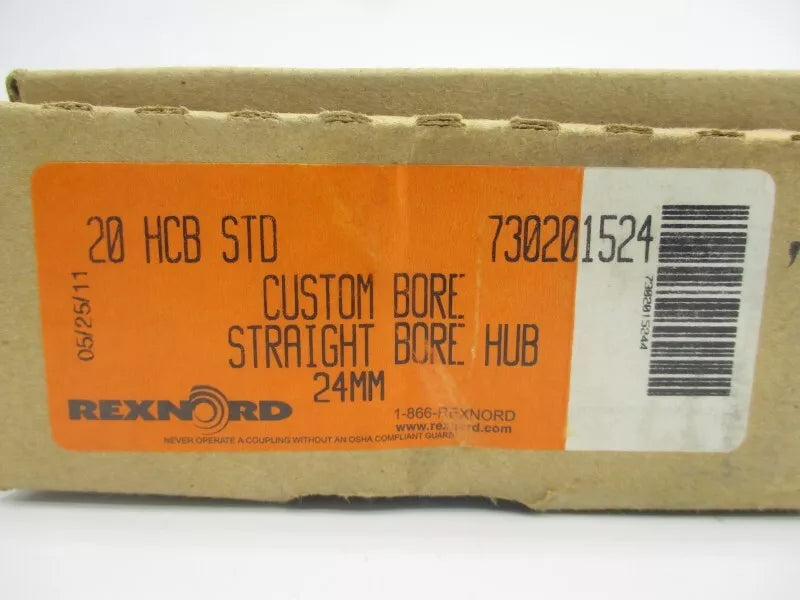 20 HCB STD 730201524
CUSTOM BORE
STRAIGHT BORE HUB
24MM
05/25/11
REXNORD
1-866-REXNORD
www.rexnord.com
NEVER OPERATE A COUPLING WITHOUT AN OSHA COMPLIANT GUARD
7302015244